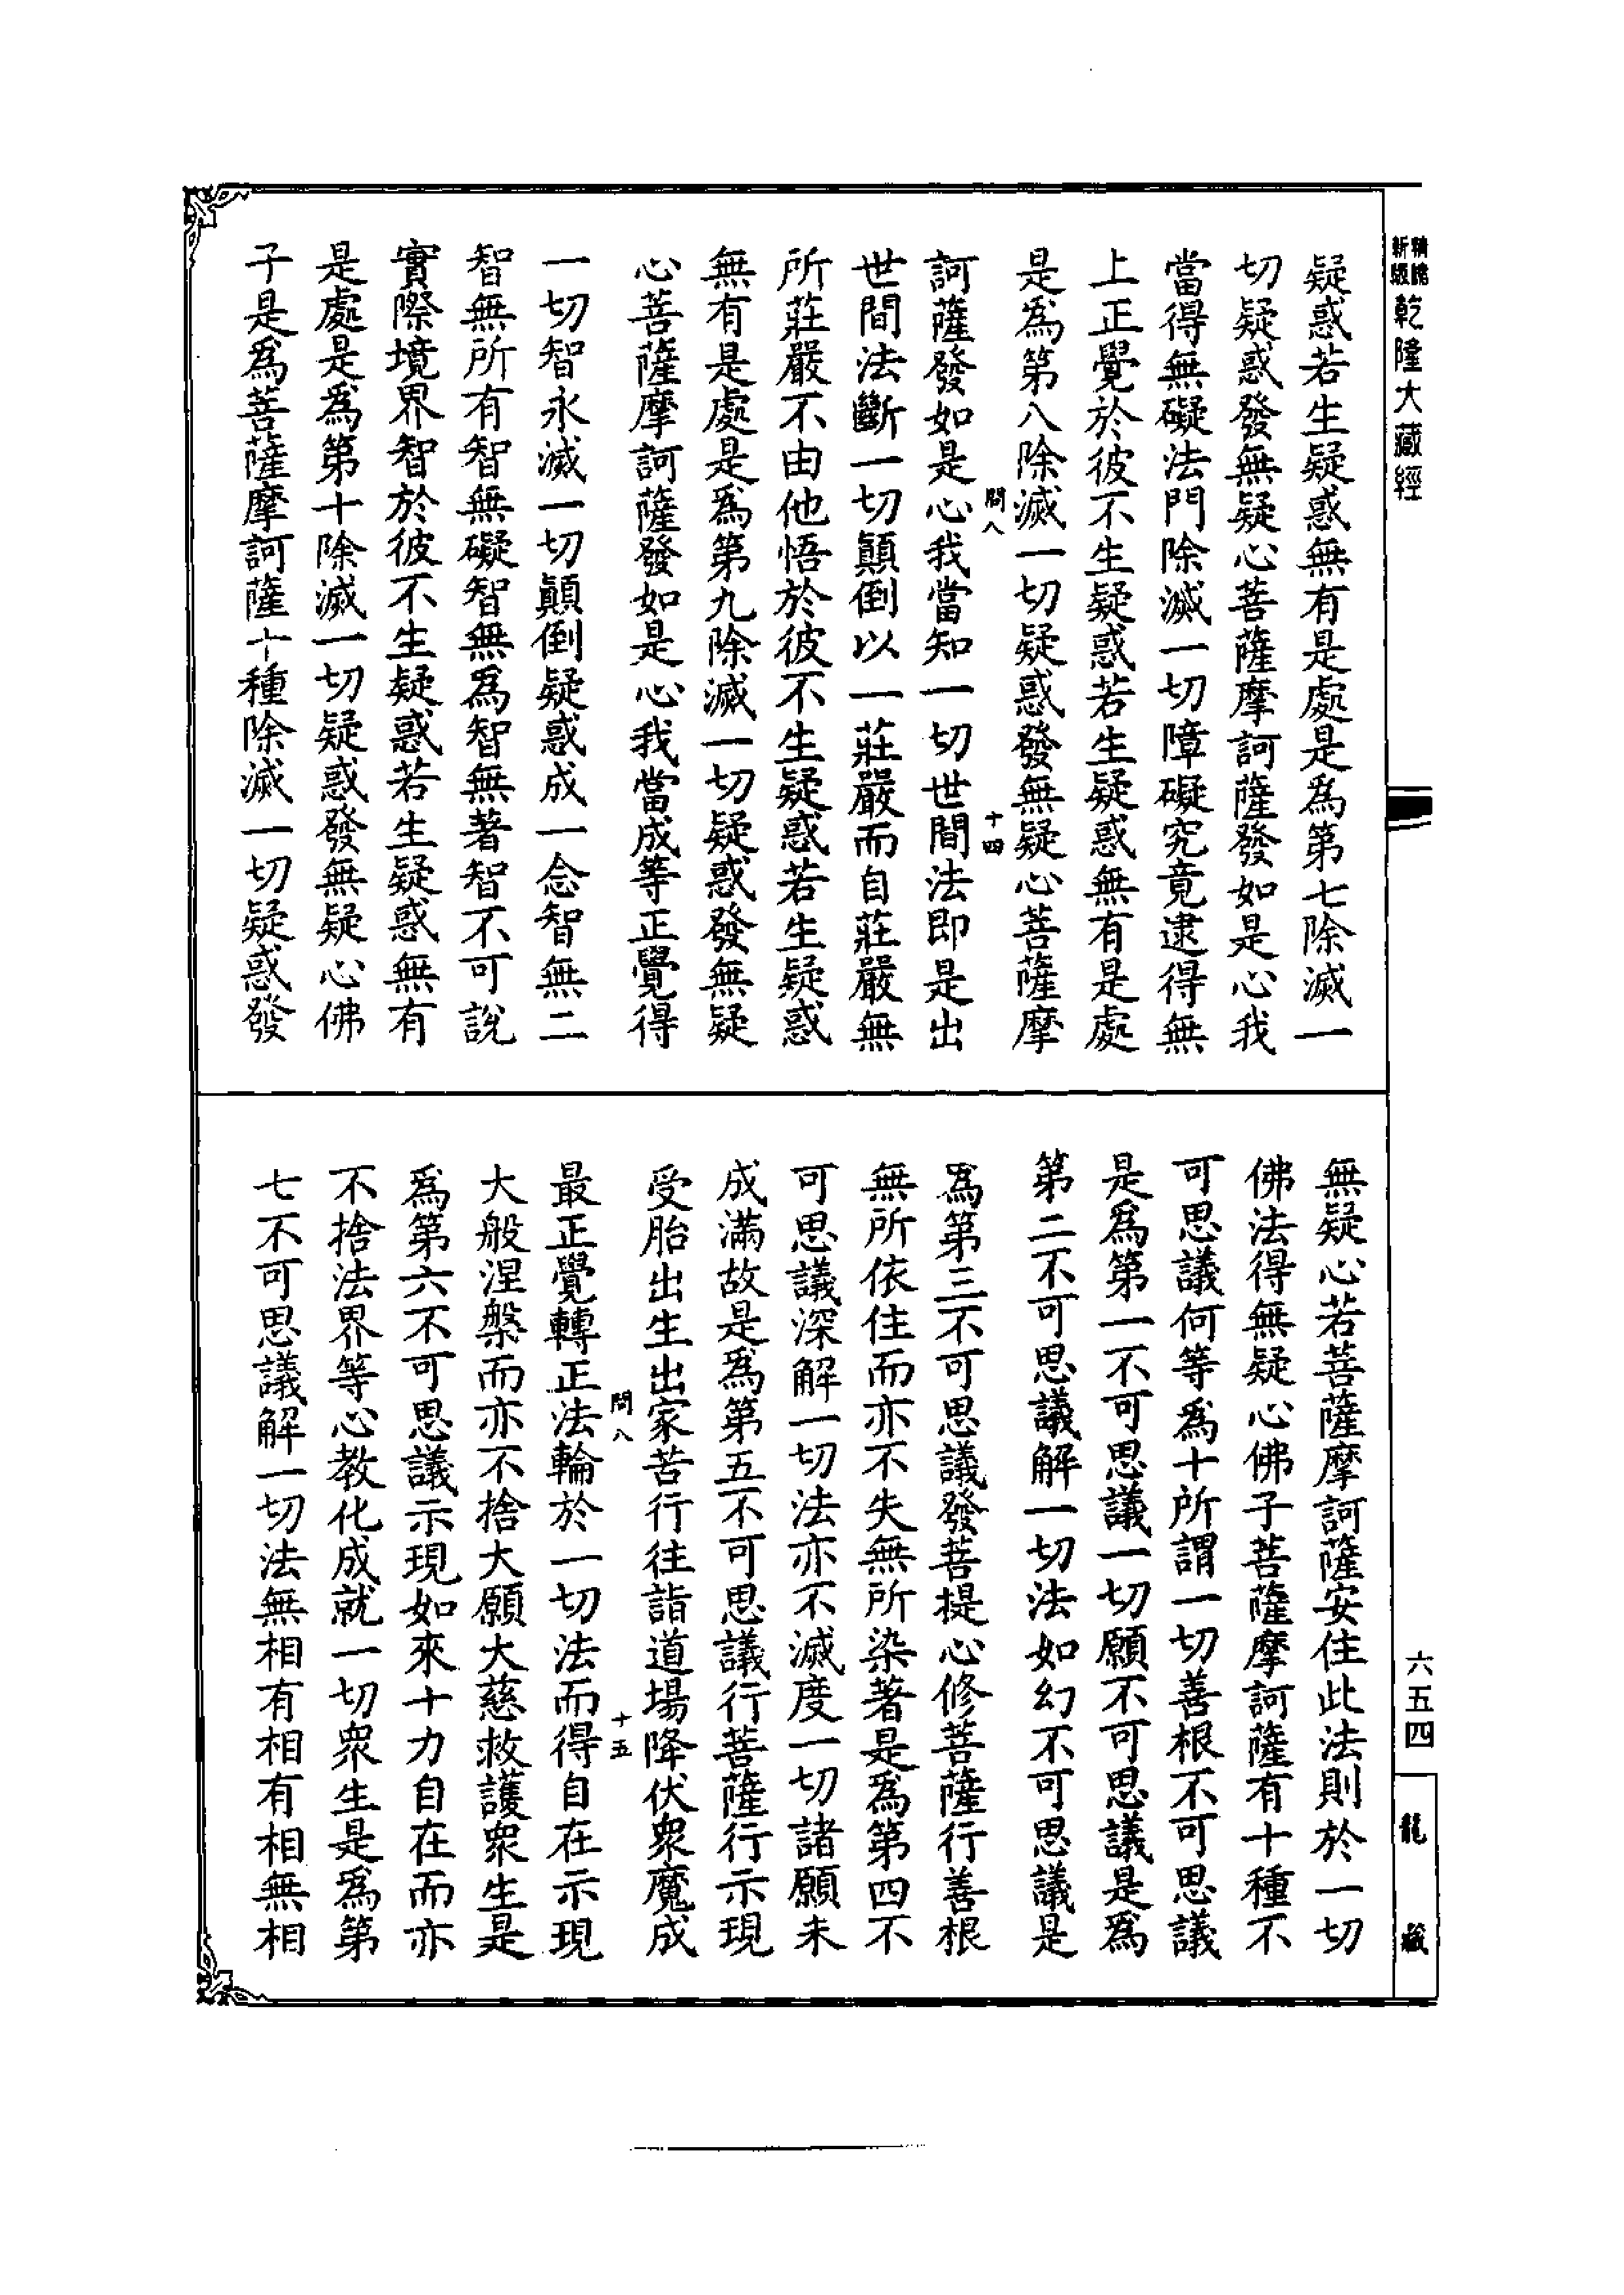 精縮
新版
乾隆大藏經
疑惑若生疑惑無有是處是為第七除滅一
切疑惑發無疑心菩薩摩訶薩發如是心我
當得無礙法門除滅一切障礙究竟逮得無
上正覺於彼不生疑惑若生疑惑無有是處
是為第八除滅一切疑惑發無疑心菩薩摩
問八
十四
訶薩發如是心我當知一切世間法即是出
世間法斷一切顛倒以一莊嚴而自莊嚴無
所莊嚴不由他悟於彼不生疑惑若生疑惑
無有是處是為第九除滅一切疑惑發無疑
心菩薩摩訶薩發如是心我當成等正覺得
一切智永滅一切顛倒疑惑成一念智無二
智無所有智無礙智無為智無著智不可說
實際境界智於彼不生疑惑若生疑惑無有
是處是為第十除滅一切疑惑發無疑心佛
子是為菩薩摩訶薩十種除滅一切疑惑發
無疑心若菩薩摩訶薩安住此法則於一切
佛法得無疑心佛子菩薩摩訶薩有十種不
可思議何等為十所謂一切善根不可思議
是為第一不可思議一切願不可思議是為
第二不可思議解一切法如幻不可思議是
為第三不可思議發菩提心修菩薩行善根
無所依住而亦不失無所染著是為第四不
可思議深解一切法亦不滅度一切諸願未
成滿故是為第五不可思議行菩薩行示現
受胎出生出家苦行往詣道場降伏衆魔成
問八
十五
最正覺轉正法輪於一切法而得自在示現
大般涅槃而亦不捨大願大慈救護衆生是
為第六不可思議示現如來十力自在而亦
不捨法界等心教化成就一切衆生是為第
七不可思議解一切法無相有相有相無相
六五四
龍藏